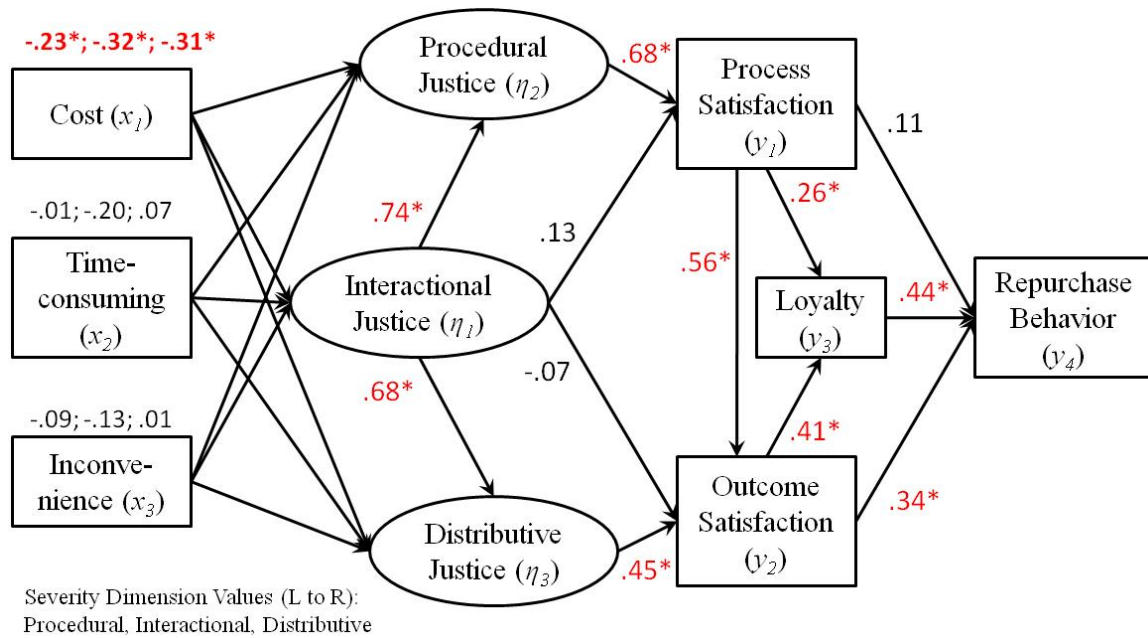 -.23*; -.32*; -.31*
Cost (x1)
-.01; -.20; .07
Time-
consuming
(x2)
-.09; -.13; .01
Inconve-
nience (x3)
Severity Dimension Values (L to R):
Procedural, Interactional, Distributive
Procedural
Justice (η2)
.74*
Interactional
Justice (η1)
.68*
Distributive
Justice (η3)
.68*
.13
-.07
.45*
Process
Satisfaction
(y1)
.56*
.26*
Loyalty
(y3)
.41*
Outcome
Satisfaction
(y2)
.11
.44*
.34*
Repurchase
Behavior
(y4)